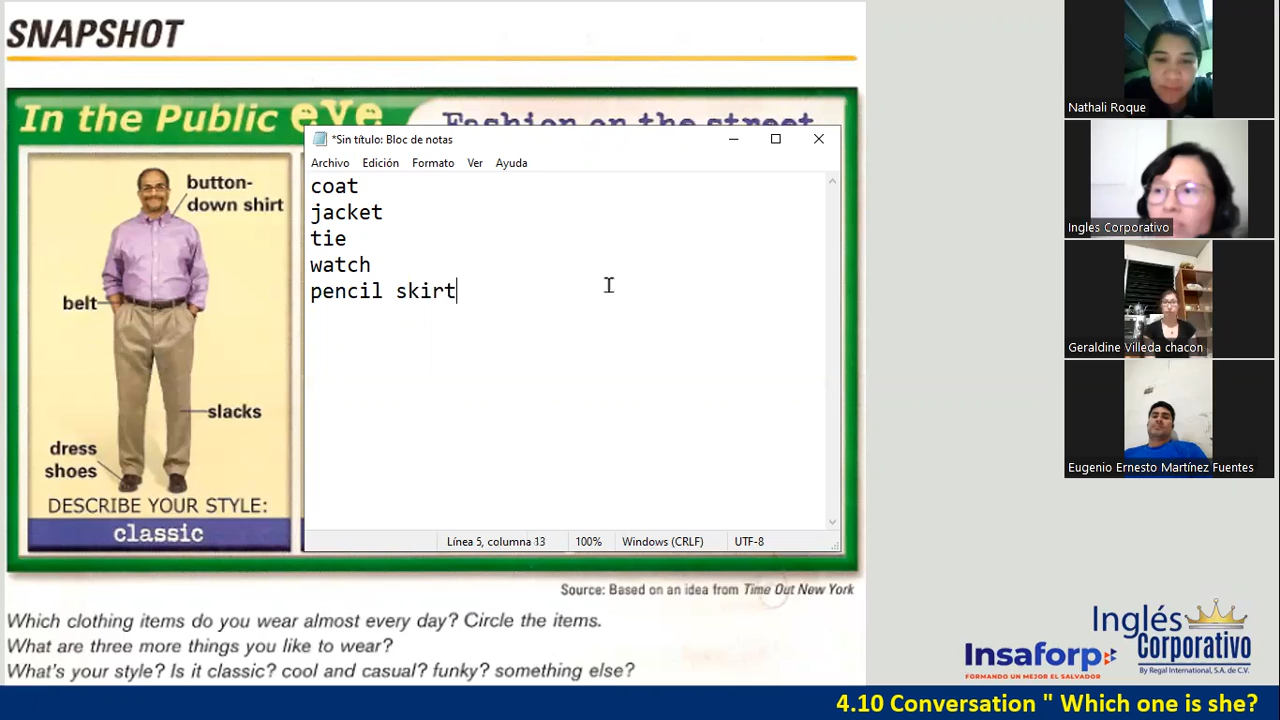 SNAPSHOT
In the Public eye
Fashion on the street
button-
down shirt
belt
slacks
dress
shoes
DESCRIBE YOUR STYLE:
classic
*Sin título: Bloc de notas
Archivo Edición Formato Ver Ayuda
coat
jacket
tie
watch
pencil skirt
Línea 5, columna 13 100% Windows (CRLF) UTF-8
Source: Based on an idea from Time Out New York
Which clothing items do you wear almost every day? Circle the items.
What are three more things you like to wear?
What's your style? Is it classic? cool and casual? funky? something else?
Nathali Roque
Ingles Corporativo
Geraldine Villeda chacon
Eugenio Ernesto Martínez Fuentes
Insaforp
FORMANDO UN MEJOR EL SALVADOR
Inglés
Corporativo
By Regal International, S.A. de C.V.
4.10 Conversation " Which one is she?